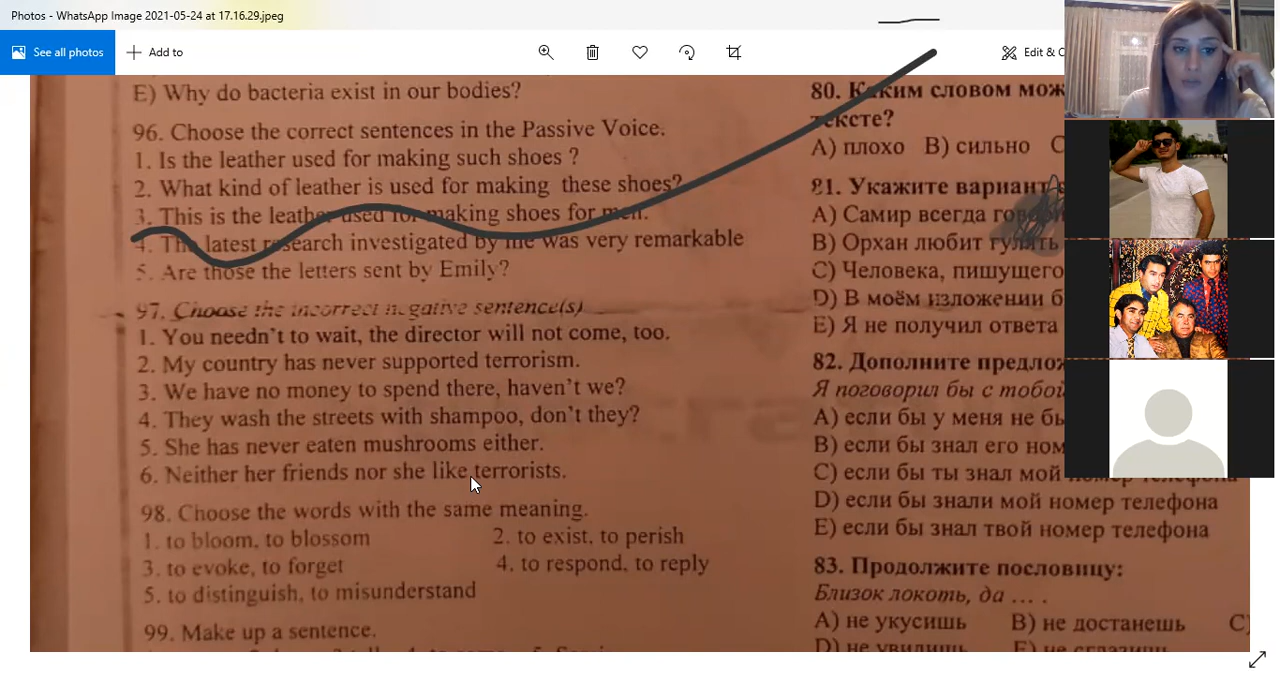 Photos - WhatsApp Image 2021-05-24 at 17.16.29.jpeg
See all photos
Add to
Edit & C
E) Why do bacteria exist in our bodies?
96. Choose the correct sentences in the Passive Voice.
1. Is the leather used for making such shoes ?
2. What kind of leather is used for making these shoes?
3. This is the leather used for making shoes for men.
4. The latest research investigated by me was very remarkable
5. Are those the letters sent by Emily?
97. Choose the incorrect negative sentence(s)
1. You needn't to wait, the director will not come, too.
2. My country has never supported terrorism.
3. We have no money to spend there, haven't we?
4. They wash the streets with shampoo, don't they?
5. She has never eaten mushrooms either.
6. Neither her friends nor she like terrorists.
98. Choose the words with the same meaning.
1. to bloom, to blossom 2. to exist, to perish
3. to evoke, to forget 4. to respond, to reply
5. to distinguish, to misunderstand
99. Make up a sentence.
80. Каким словом мож
тексте?
A) плохо B) сильно C
81. Укажите вариант
A) Самир всегда
B) Орхан любит гулять
C) Человека, пишущего
D) В моём изложении б
E) Я не получил ответа
82. Дополните предлож
Я поговорил бы с тобой
A) если бы у меня не бы
B) если бы знал его ном
C) если бы ты знал мой номер телефона
D) если бы знали мой номер телефона
E) если бы знал твой номер телефона
83. Продолжите пословицу:
Близок локоть, да ... .
A) не укусишь B) не достанешь C)